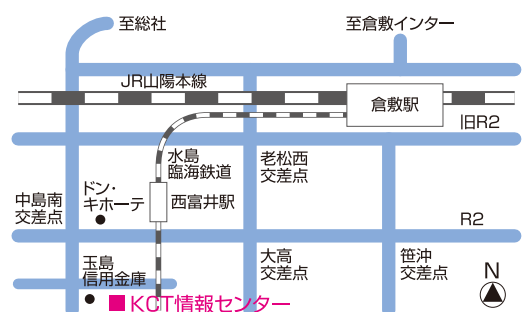 至総社
至倉敷インター
JR山陽本線
倉敷駅
旧R2
水島
臨海鉄道
老松西
交差点
中島南
交差点
ドン・
キホーテ
西富井駅
R2
玉島
信用金庫
大高
交差点
笹沖
交差点
N
KCT情報センター